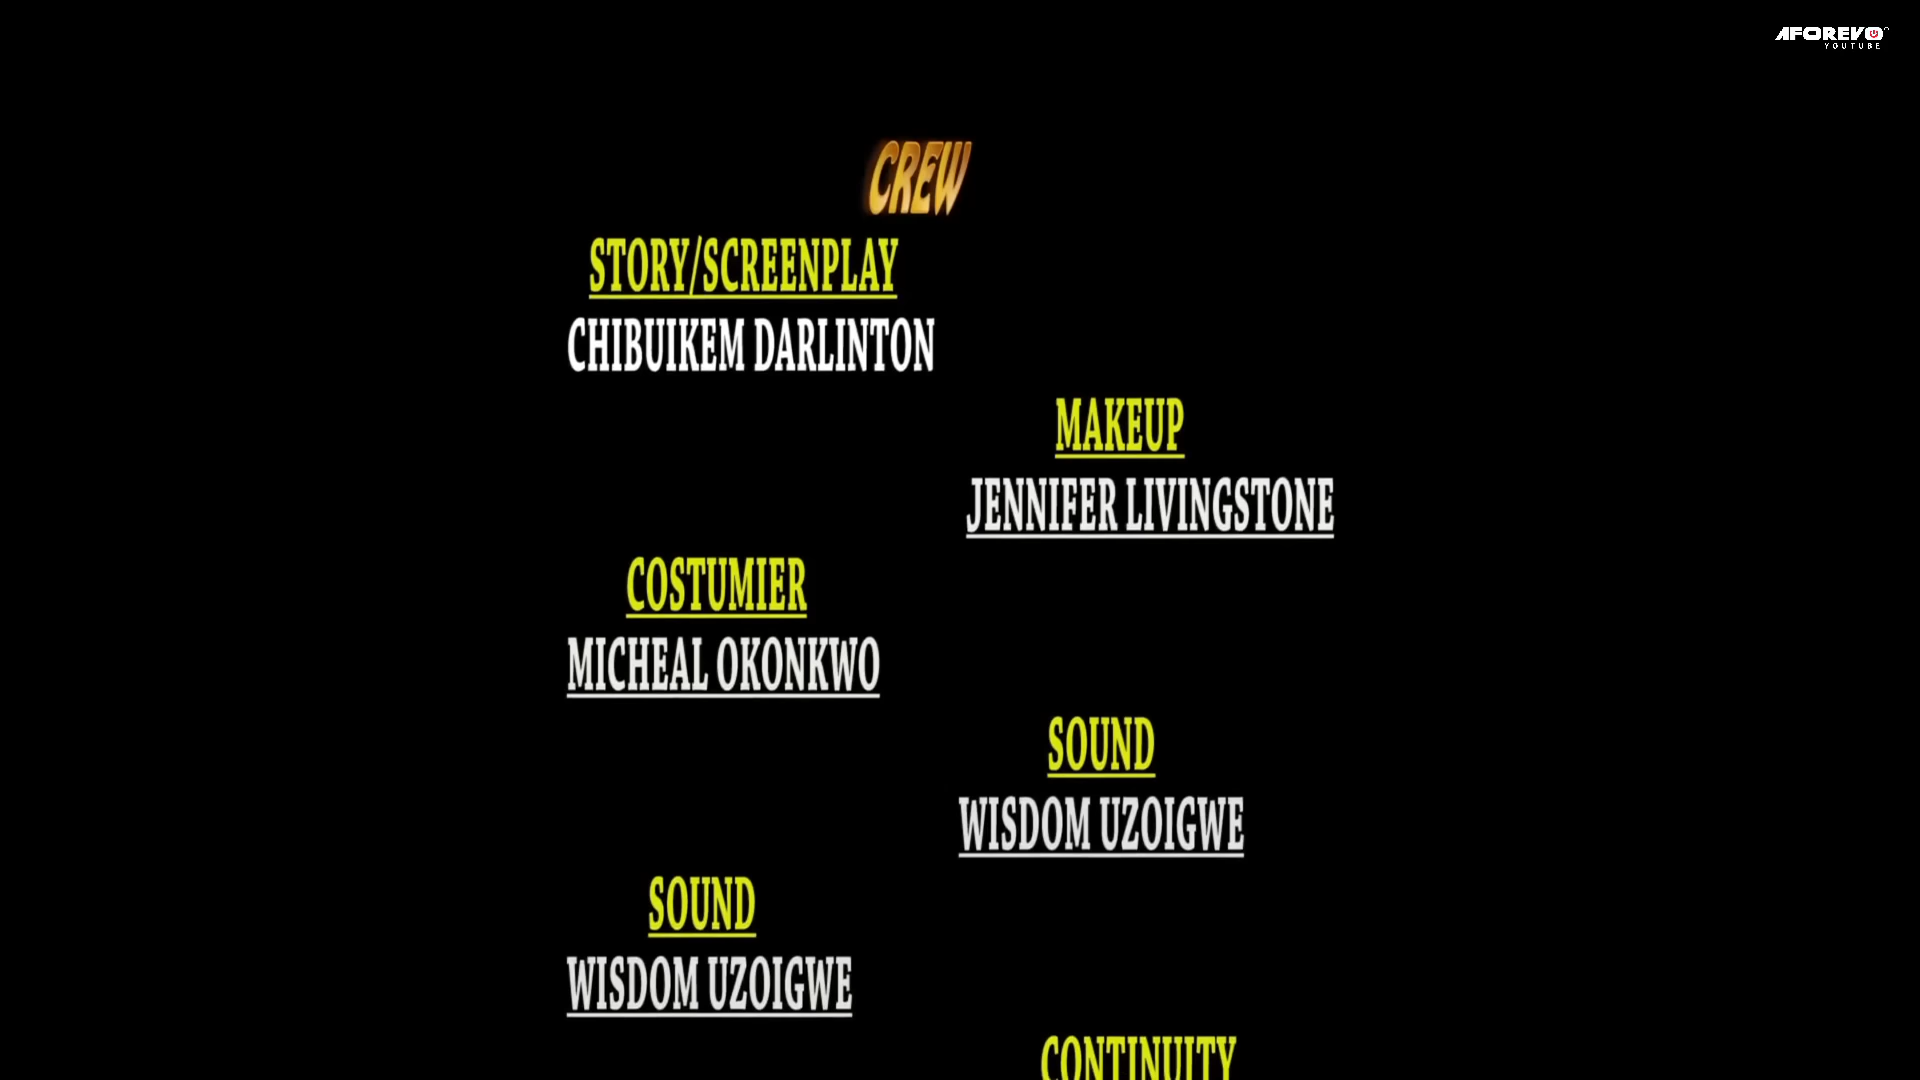 AFOREVO
YOUTUBE
CREW
STORY/SCREENPLAY
CHIBUIKEM DARLINTON
MAKEUP
JENNIFER LIVINGSTONE
COSTUMIER
MICHEAL OKONKWO
SOUND
WISDOM UZOIGWE
SOUND
WISDOM UZOIGWE
CONTINUITY